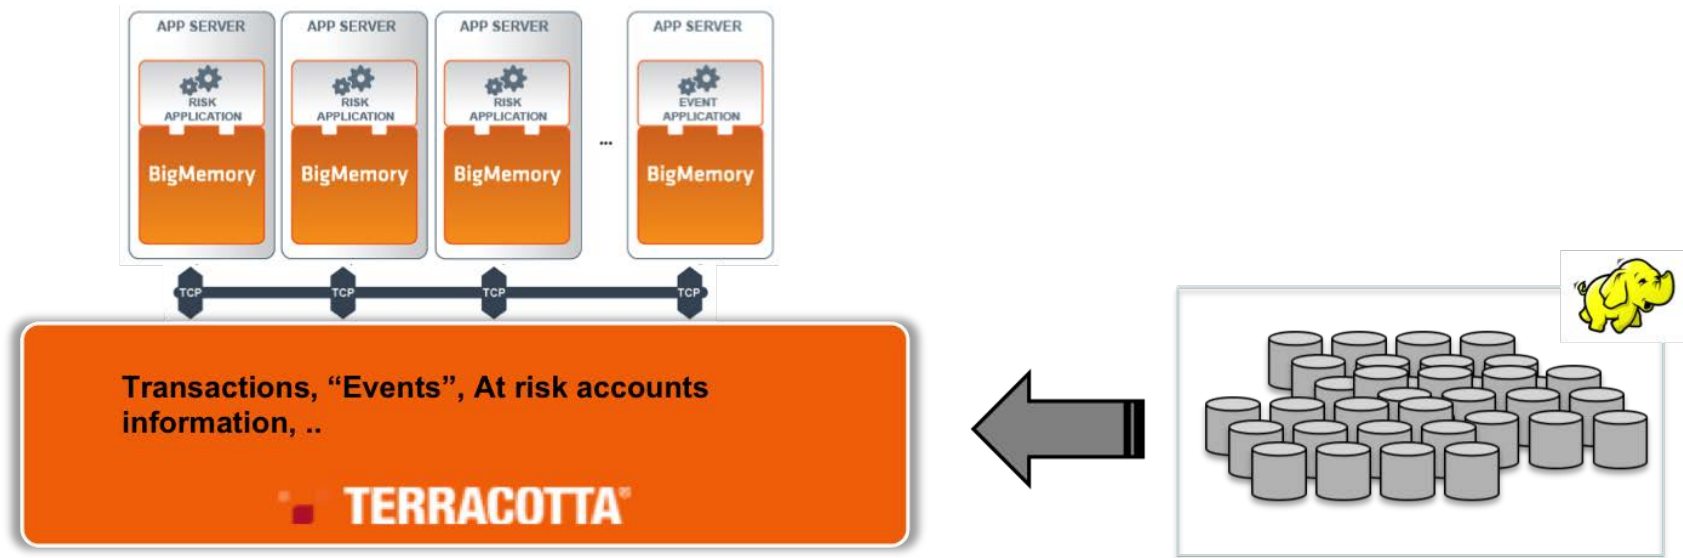 APP SERVER
APP SERVER
APP SERVER
APP SERVER
RISK
APPLICATION
RISK
APPLICATION
RISK
APPLICATION
EVENT
APPLICATION
...
BigMemory
BigMemory
BigMemory
BigMemory
TCP
TCP
TCP
TCP
Transactions, “Events”, At risk accounts
information, ..
TERRACOTTA®